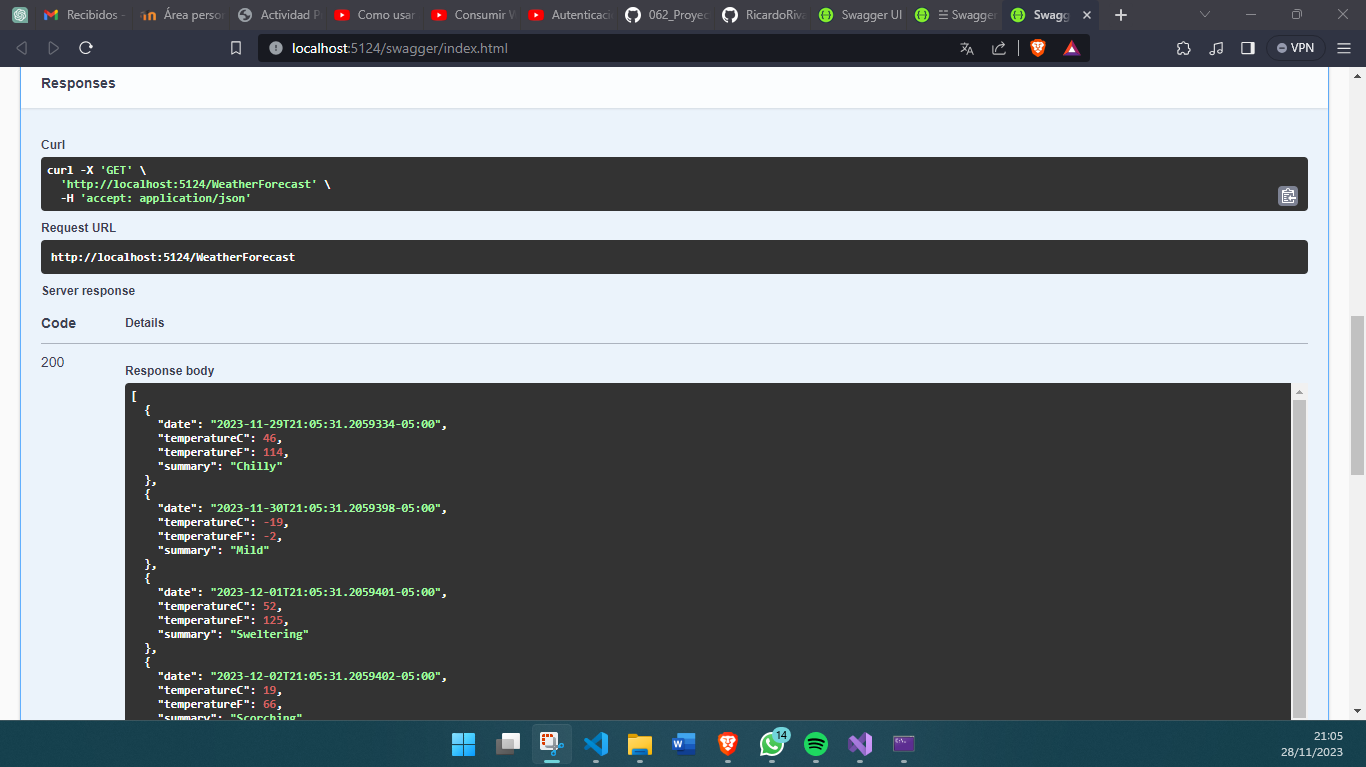 Recibidos -
Área perso
Actividad P
Como usar
Consumir W
Autenticaci
062_Proyec
RicardoRiva
Swagger UI
Swagger
Swagg
localhost:5124/swagger/index.html
VPN
Responses
Curl
curl -X 'GET' \
'http://localhost:5124/WeatherForecast' \
-H 'accept: application/json'
Request URL
http://localhost:5124/WeatherForecast
Server response
Code Details
200
Response body
[
{
"date": "2023-11-29T21:05:31.2059334-05:00",
"temperatureC": 46,
"temperatureF": 114,
"summary": "Chilly"
},
{
"date": "2023-11-30T21:05:31.2059398-05:00",
"temperatureC": -19,
"temperatureF": -2,
"summary": "Mild"
},
{
"date": "2023-12-01T21:05:31.2059401-05:00",
"temperatureC": 52,
"temperatureF": 125,
"summary": "Sweltering"
},
{
"date": "2023-12-02T21:05:31.2059402-05:00",
"temperatureC": 19,
"temperatureF": 66,
"summary": "Scorching"
14
21:05
28/11/2023